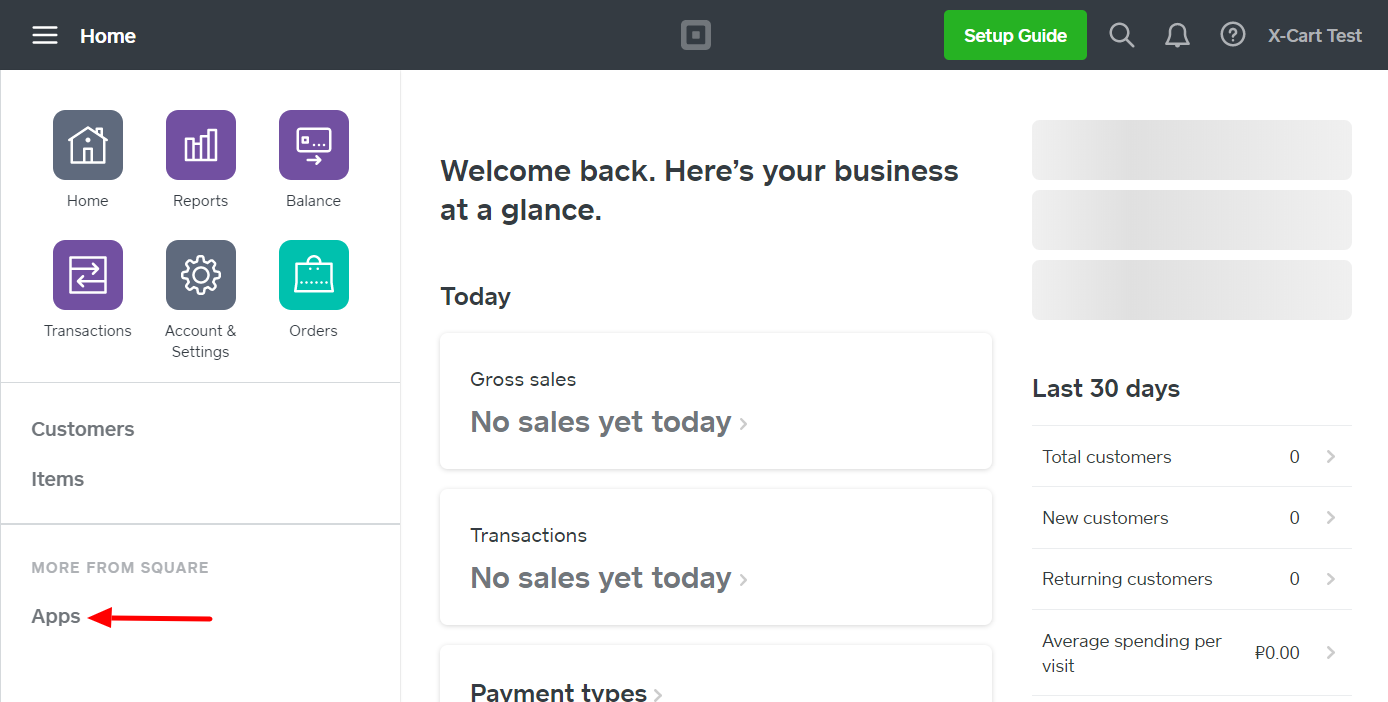 Home
Setup Guide
X-Cart Test
Home
Reports
Balance
Transactions
Account &
Settings
Orders
Customers
Items
MORE FROM SQUARE
Apps
Welcome back. Here’s your business
at a glance.
Today
Gross sales
No sales yet today
Transactions
No sales yet today
Payment types
Last 30 days
Total customers 0
New customers 0
Returning customers 0
Average spending per
visit
₽0.00